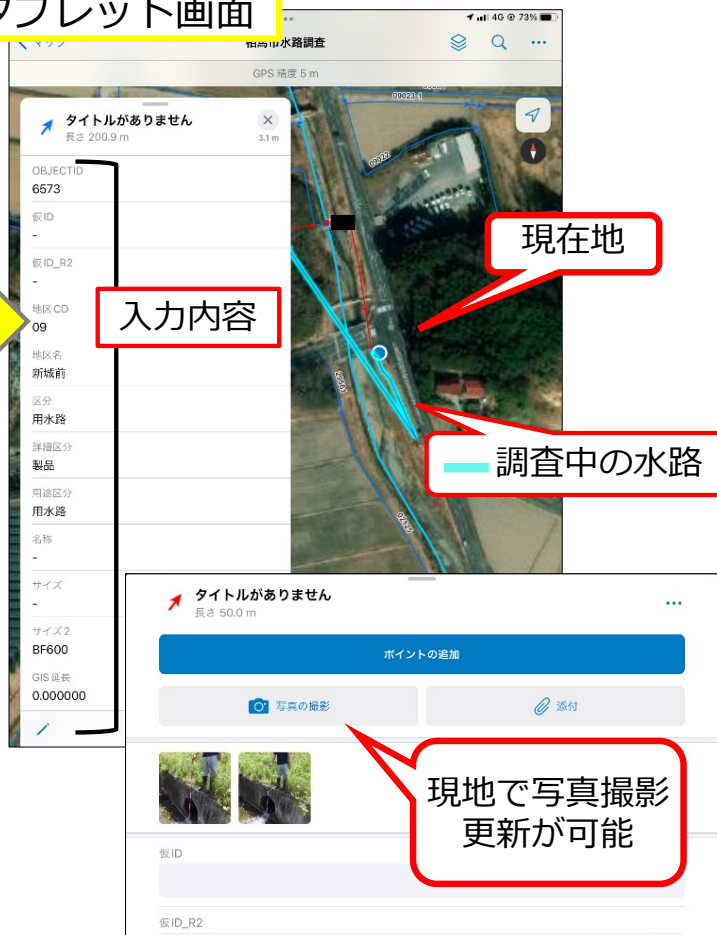 タブレット画面
マップ
相馬市水路調査
4G 73%
GPS 精度 5 m
タイトルがありません
長さ 200.9 m
3.1 m
OBJECTID
6573
仮ID
-
仮ID_R2
-
地区CD
09
地区名
新城前
区分
用水路
詳細区分
製品
用途区分
用水路
名称
-
サイズ
-
サイズ2
BF600
GIS延長
0.000000
入力内容
09023-1
09022
現在地
調査中の水路
タイトルがありません
長さ 50.0 m
ポイントの追加
写真の撮影
添付
現地で写真撮影
更新が可能
仮ID
仮ID_R2